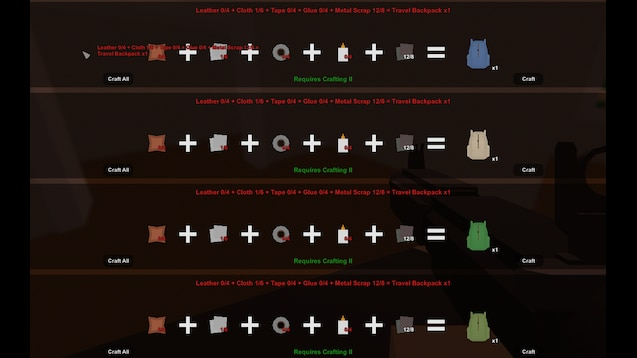 Leather 0/4 + Cloth 1/6 + Tape 0/4 + Glue 0/4 + Metal Scrap 12/8 = Travel Backpack x1
Travel Backpack x1
12/8
x1
Craft All
Requires Crafting II
Craft
Leather 0/4 + Cloth 1/6 + Tape 0/4 + Glue 0/4 + Metal Scrap 12/8 = Travel Backpack x1
12/8
x1
Craft All
Requires Crafting II
Craft
Leather 0/4 + Cloth 1/6 + Tape 0/4 + Glue 0/4 + Metal Scrap 12/8 = Travel Backpack x1
12/8
x1
Craft All
Requires Crafting II
Craft
Leather 0/4 + Cloth 1/6 + Tape 0/4 + Glue 0/4 + Metal Scrap 12/8 = Travel Backpack x1
12/8
x1
Craft All
Requires Crafting II
Craft